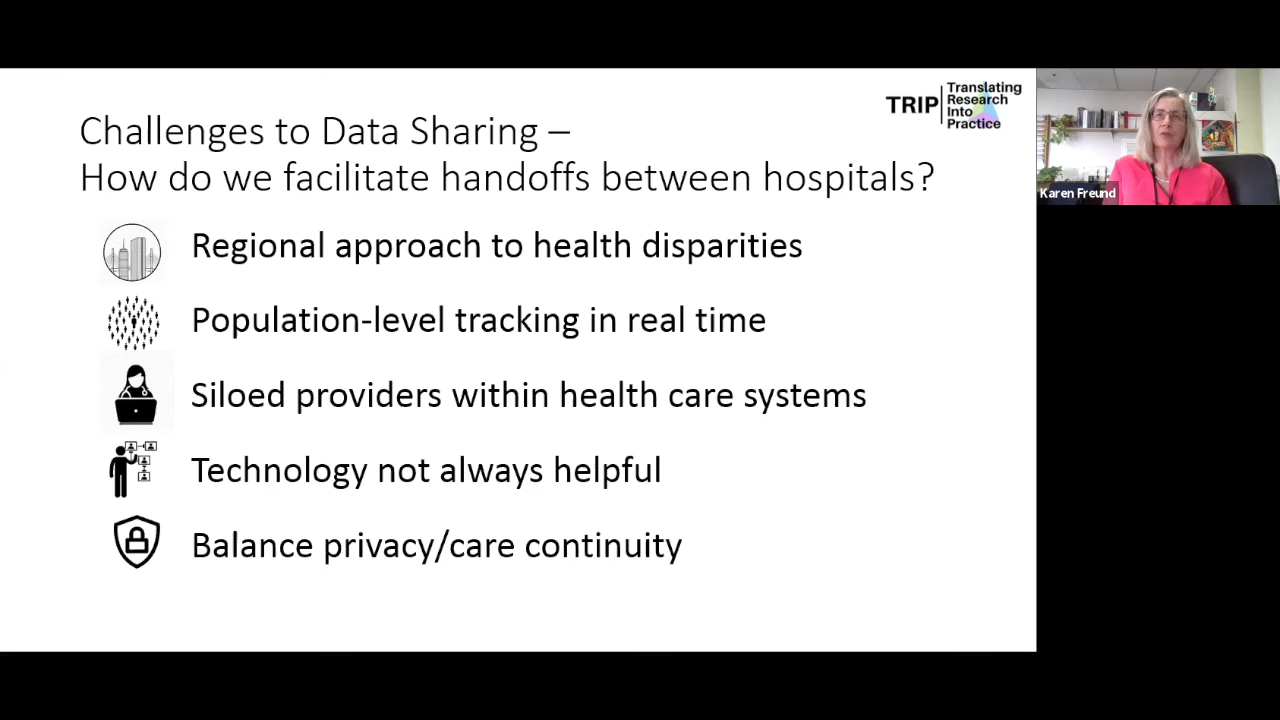 Challenges to Data Sharing –
How do we facilitate handoffs between hospitals?
TRIP
Translating
Research
Into
Practice
Karen Freund
Regional approach to health disparities
Population-level tracking in real time
Siloed providers within health care systems
Technology not always helpful
Balance privacy/care continuity